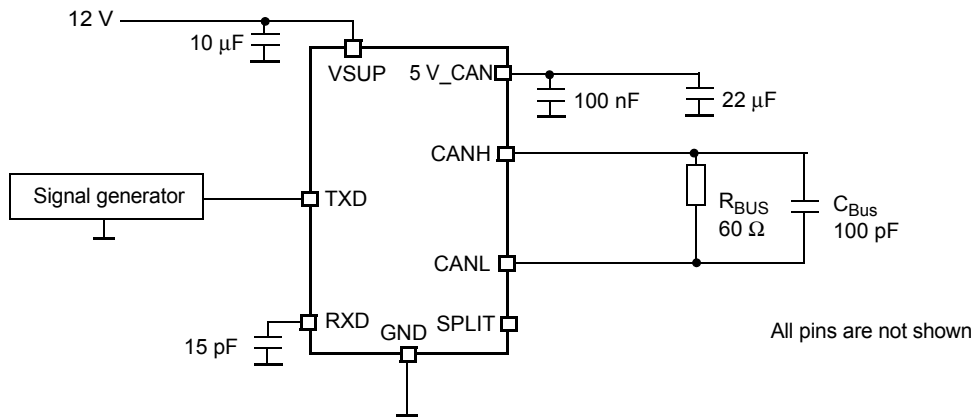 12 V
10 μF
VSUP
5 V_CAN
100 nF
22 μF
CANH
Signal generator
TXD
R_BUS
60 Ω
C_Bus
100 pF
CANL
RXD
GND
SPLIT
15 pF
All pins are not shown